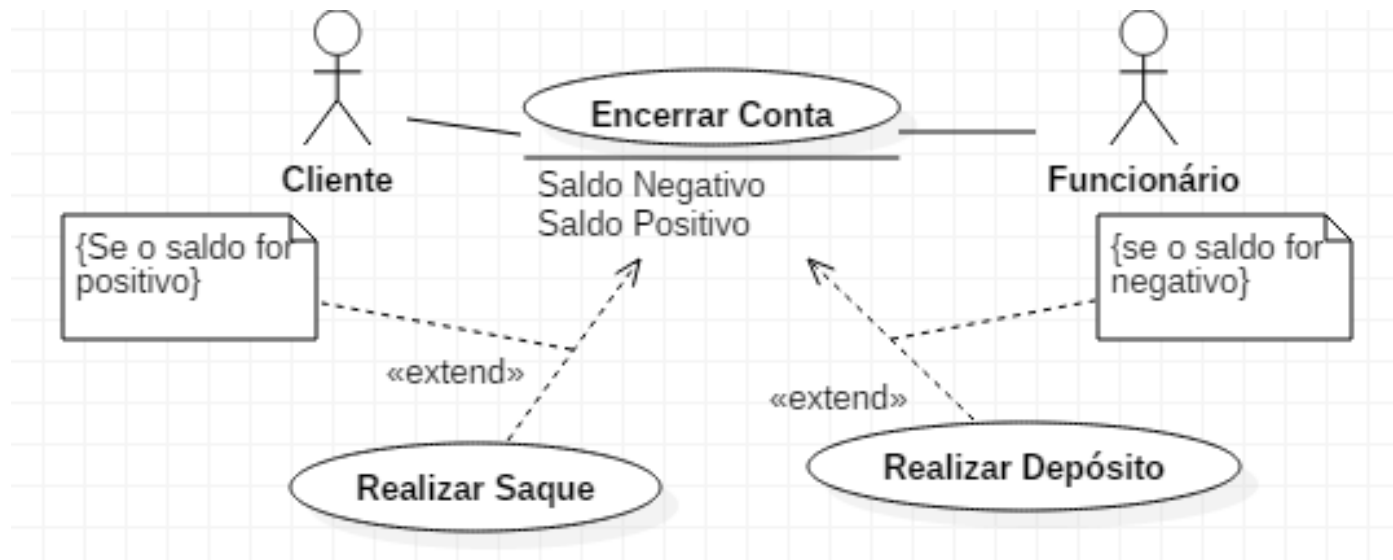 Encerrar Conta
Cliente
Saldo Negativo
Saldo Positivo
Funcionário
{Se o saldo for
positivo}
{se o saldo for
negativo}
«extend»
«extend»
Realizar Saque
Realizar Depósito